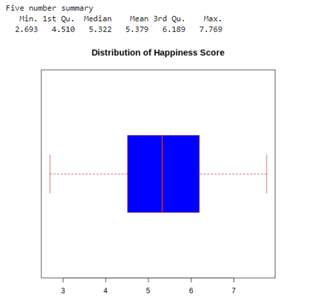 Five number summary
Min. 1st Qu. Median Mean 3rd Qu. Max.
2.693 4.510 5.322 5.379 6.189 7.769
Distribution of Happiness Score
3 4 5 6 7